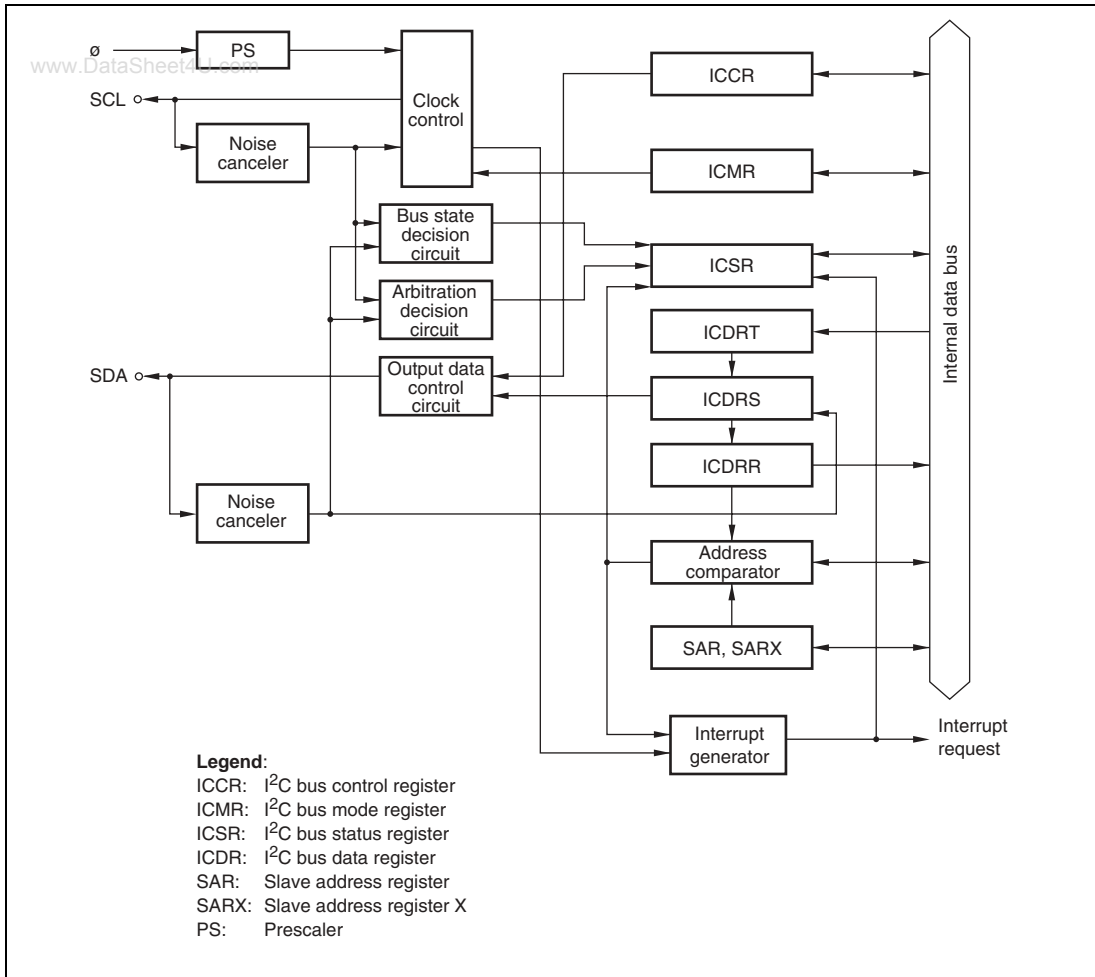 ø
PS
www.DataSheet4U.com
SCL
Clock
control
Noise
canceler
ICCR
ICMR
Bus state
decision
circuit
ICSR
Arbitration
decision
circuit
ICDRT
SDA
Output data
control
circuit
ICDRS
ICDRR
Noise
canceler
Address
comparator
SAR, SARX
Internal data bus
Interrupt
generator
Interrupt
request
Legend:
ICCR: I²C bus control register
ICMR: I²C bus mode register
ICSR: I²C bus status register
ICDR: I²C bus data register
SAR: Slave address register
SARX: Slave address register X
PS: Prescaler